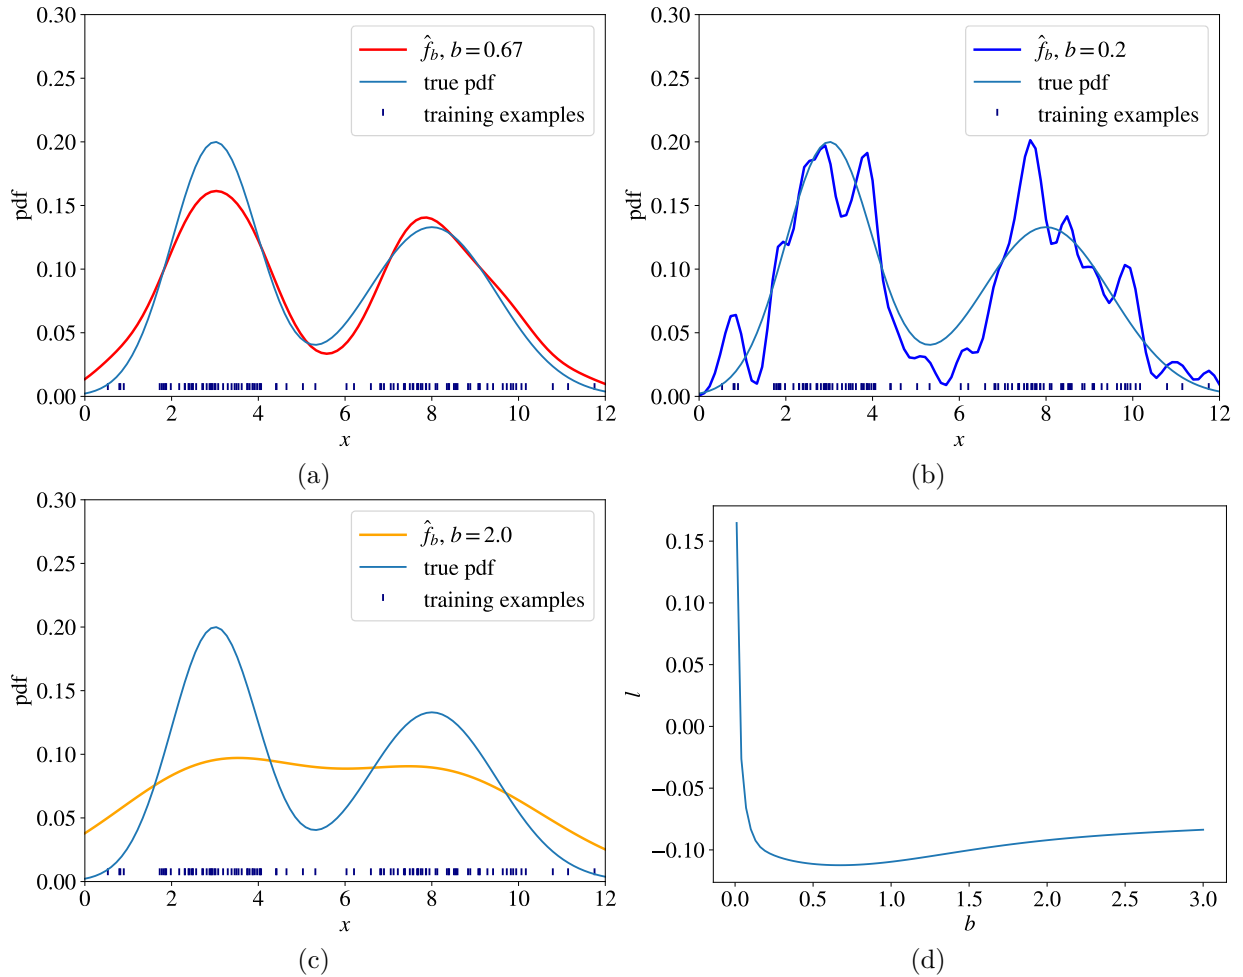 0.30
0.25
0.20
0.15
0.10
0.05
0.00
pdf
f̂_b, b = 0.67
true pdf
training examples
0 2 4 6 8 10 12
x
(a)
0.30
0.25
0.20
0.15
0.10
0.05
0.00
pdf
f̂_b, b = 0.2
true pdf
training examples
0 2 4 6 8 10 12
x
(b)
0.30
0.25
0.20
0.15
0.10
0.05
0.00
pdf
f̂_b, b = 2.0
true pdf
training examples
0 2 4 6 8 10 12
x
(c)
0.15
0.10
0.05
0.00
−0.05
−0.10
l
0.0 0.5 1.0 1.5 2.0 2.5 3.0
b
(d)